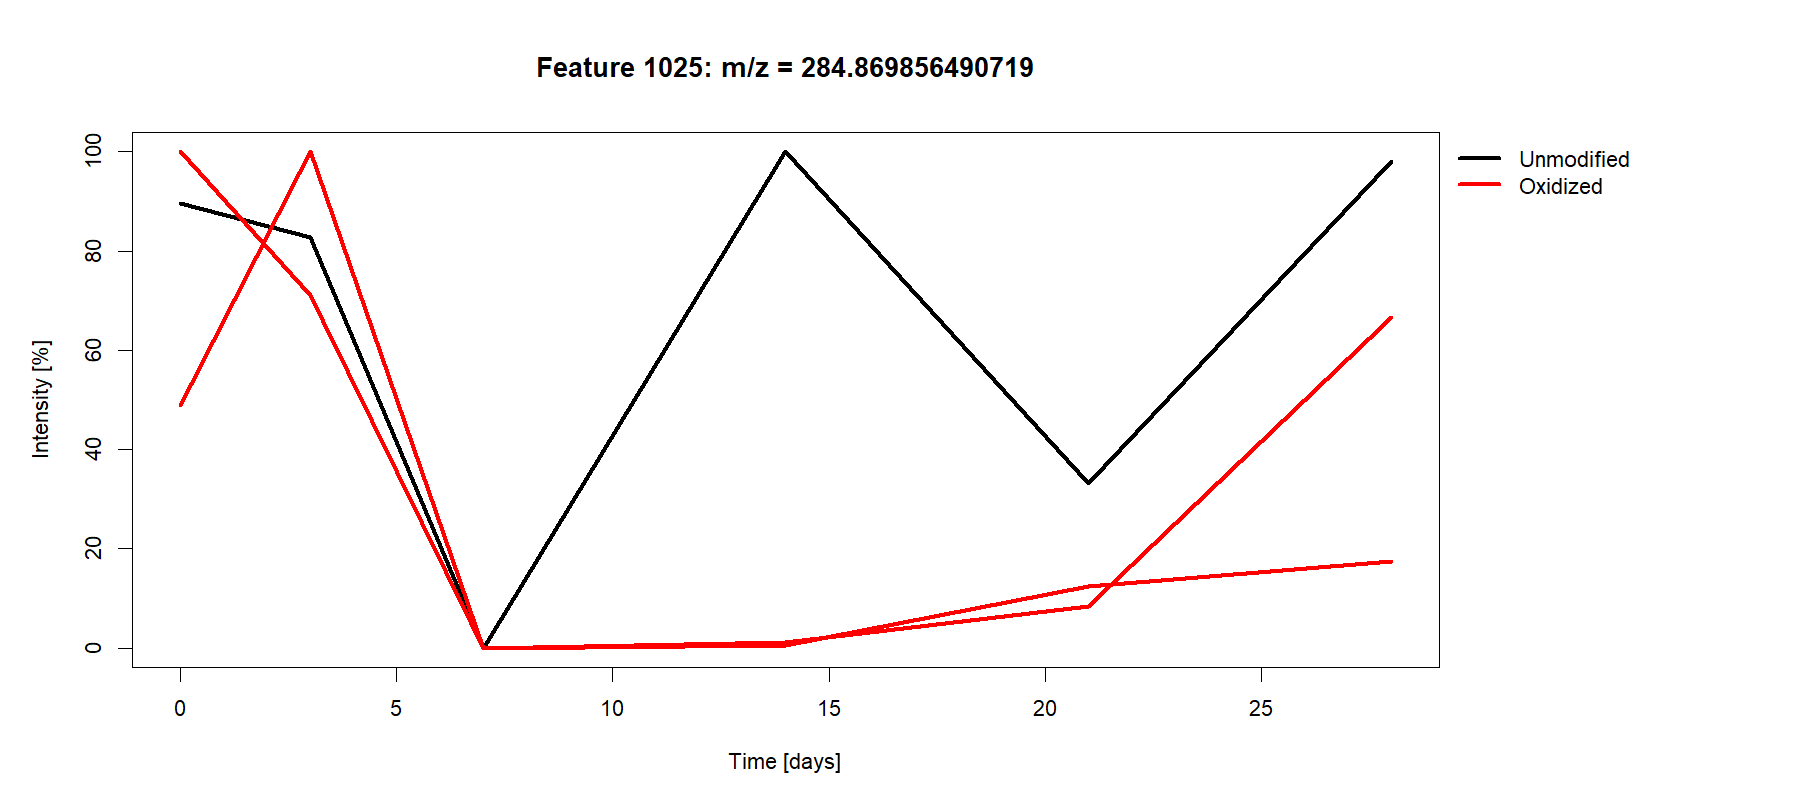 Feature 1025: m/z = 284.869856490719
Unmodified
Oxidized
Intensity [%]
100
80
60
40
20
0
0 5 10 15 20 25
Time [days]